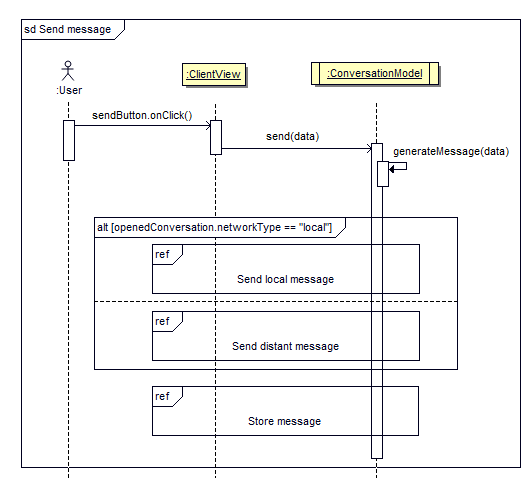 sd Send message
:User
:ClientView
:ConversationModel
sendButton.onClick()
send(data)
generateMessage(data)
alt [openedConversation.networkType == "local"]
ref
Send local message
ref
Send distant message
ref
Store message